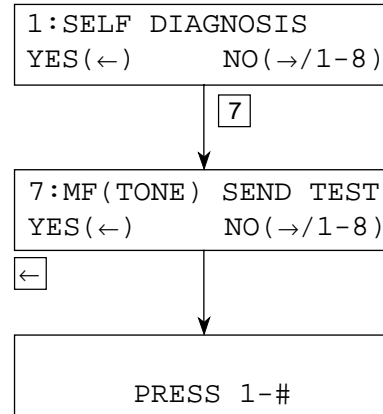 1:SELF DIAGNOSIS
YES(←) NO(→/1-8)
7
7:MF(TONE) SEND TEST
YES(←) NO(→/1-8)
←
PRESS 1-#